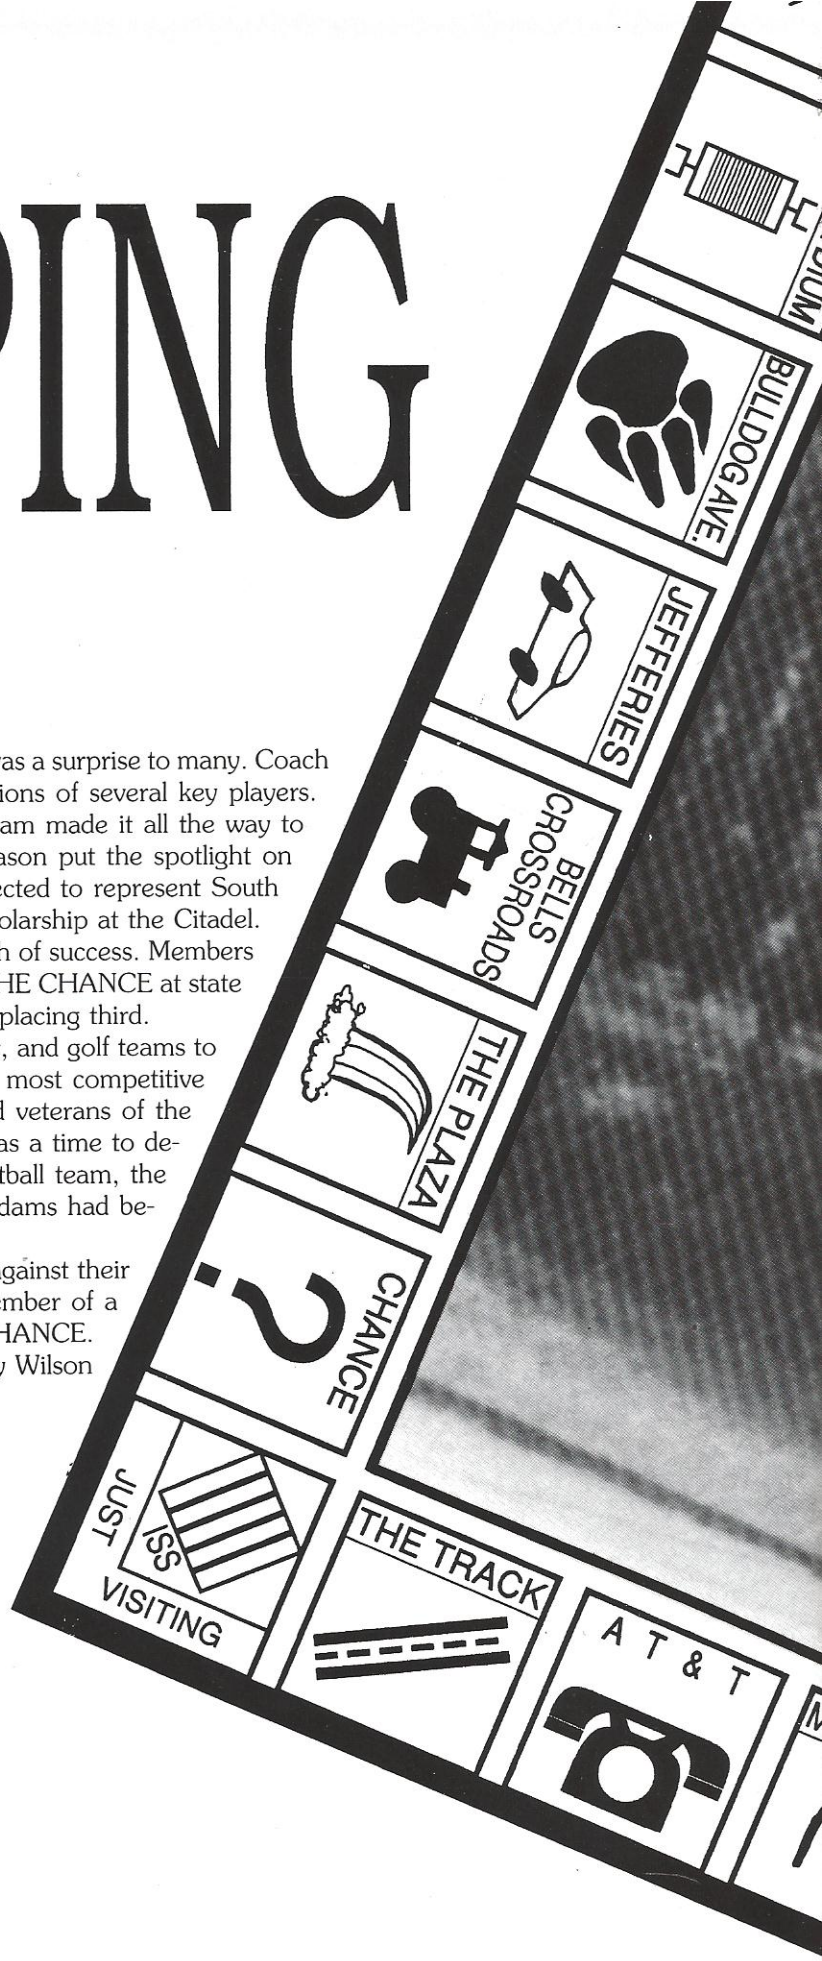 PING
was a surprise to many. Coach
ions of several key players.
am made it all the way to
ason put the spotlight on
ected to represent South
olarship at the Citadel.
h of success. Members
HE CHANCE at state
placing third.
, and golf teams to
most competitive
d veterans of the
as a time to de-
tball team, the
dams had be-
against their
ember of a
HANCE.
y Wilson
DIUM
BULLDOG AVE.
JEFFERIES
BELLS
CROSSROADS
THE PLAZA
CHANCE
?
JUST
VISITING
ISS
THE TRACK
A T & T
M